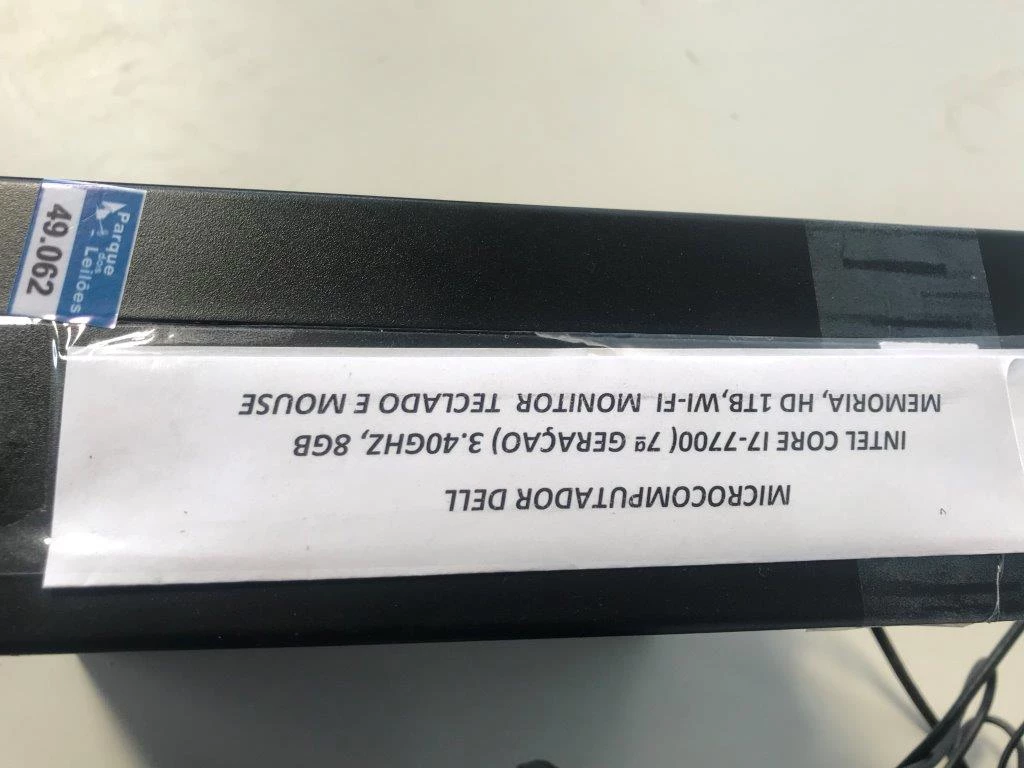 MICROCOMPUTADOR DELL
INTEL CORE I7-7700( 7ª GERAÇAO) 3.40GHZ, 8GB
MEMORIA, HD 1TB,WI-FI MONITOR TECLADO E MOUSE
Parque
dos
Leilões
49.062